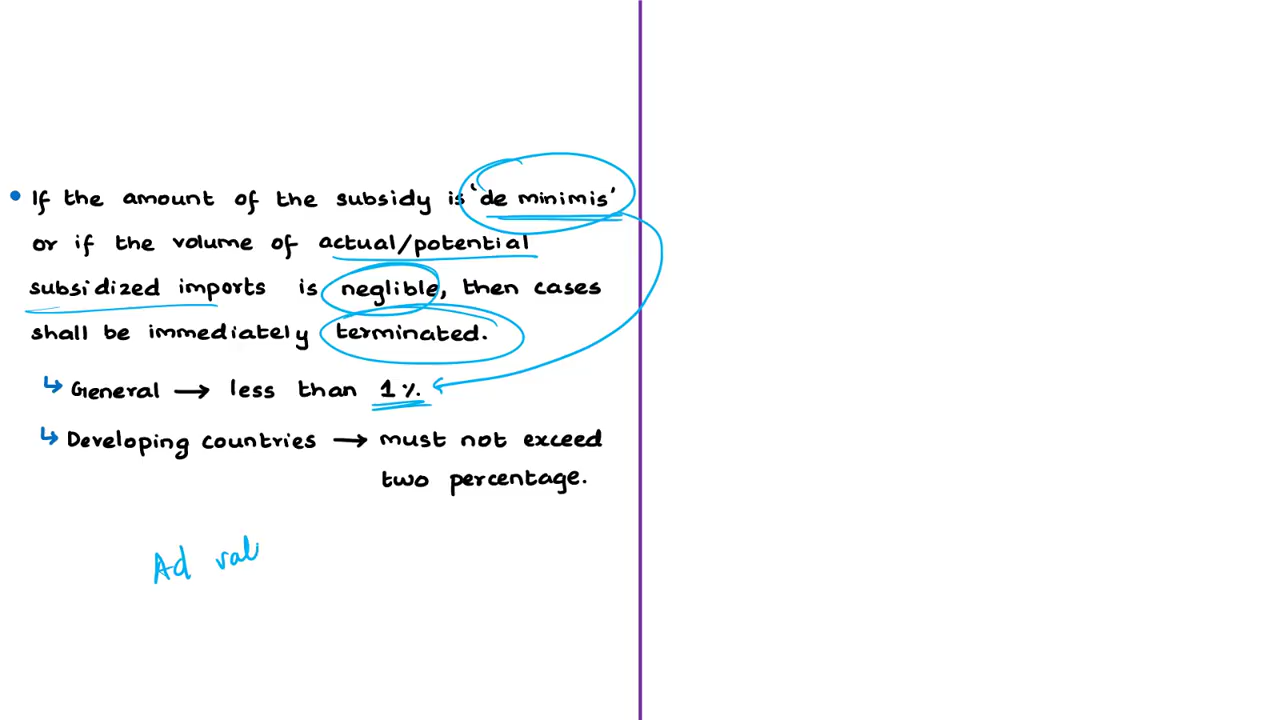 • If the amount of the subsidy is 'de minimis'
or if the volume of actual/potential
subsidized imports is neglible, then cases
shall be immediately terminated.
↳ General → less than 1%.
↳ Developing countries → must not exceed
two percentage.
Ad val